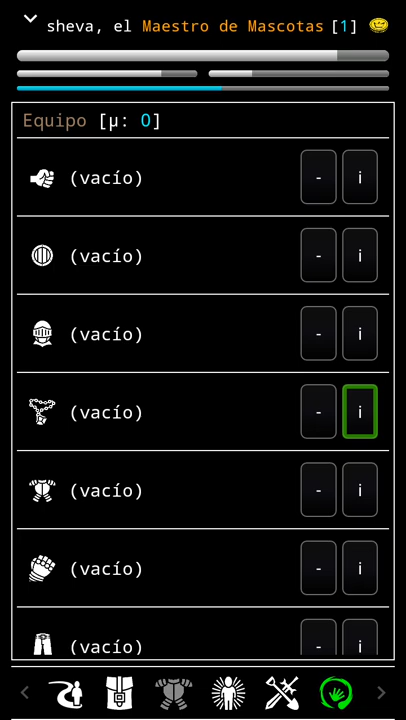 sheva, el Maestro de Mascotas [1]
Equipo [µ: 0]
(vacío) - i
(vacío) - i
(vacío) - i
(vacío) - i
(vacío) - i
(vacío) - i
(vacío) - i